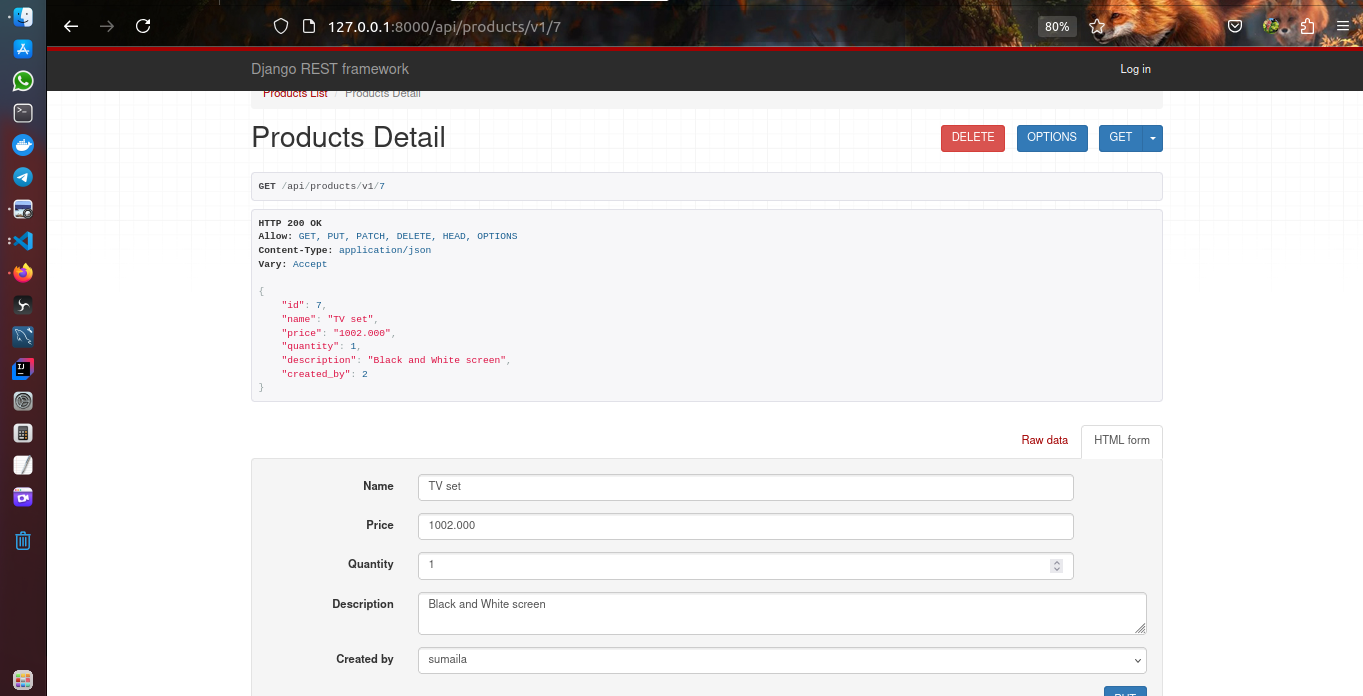 127.0.0.1:8000/api/products/v1/7
80%
Django REST framework
Log in
Products List / Products Detail
Products Detail
DELETE
OPTIONS
GET
GET /api/products/v1/7
HTTP 200 OK
Allow: GET, PUT, PATCH, DELETE, HEAD, OPTIONS
Content-Type: application/json
Vary: Accept
{
"id": 7,
"name": "TV set",
"price": "1002.000",
"quantity": 1,
"description": "Black and White screen",
"created_by": 2
}
Raw data
HTML form
Name
TV set
Price
1002.000
Quantity
1
Description
Black and White screen
Created by
sumaila
PUT